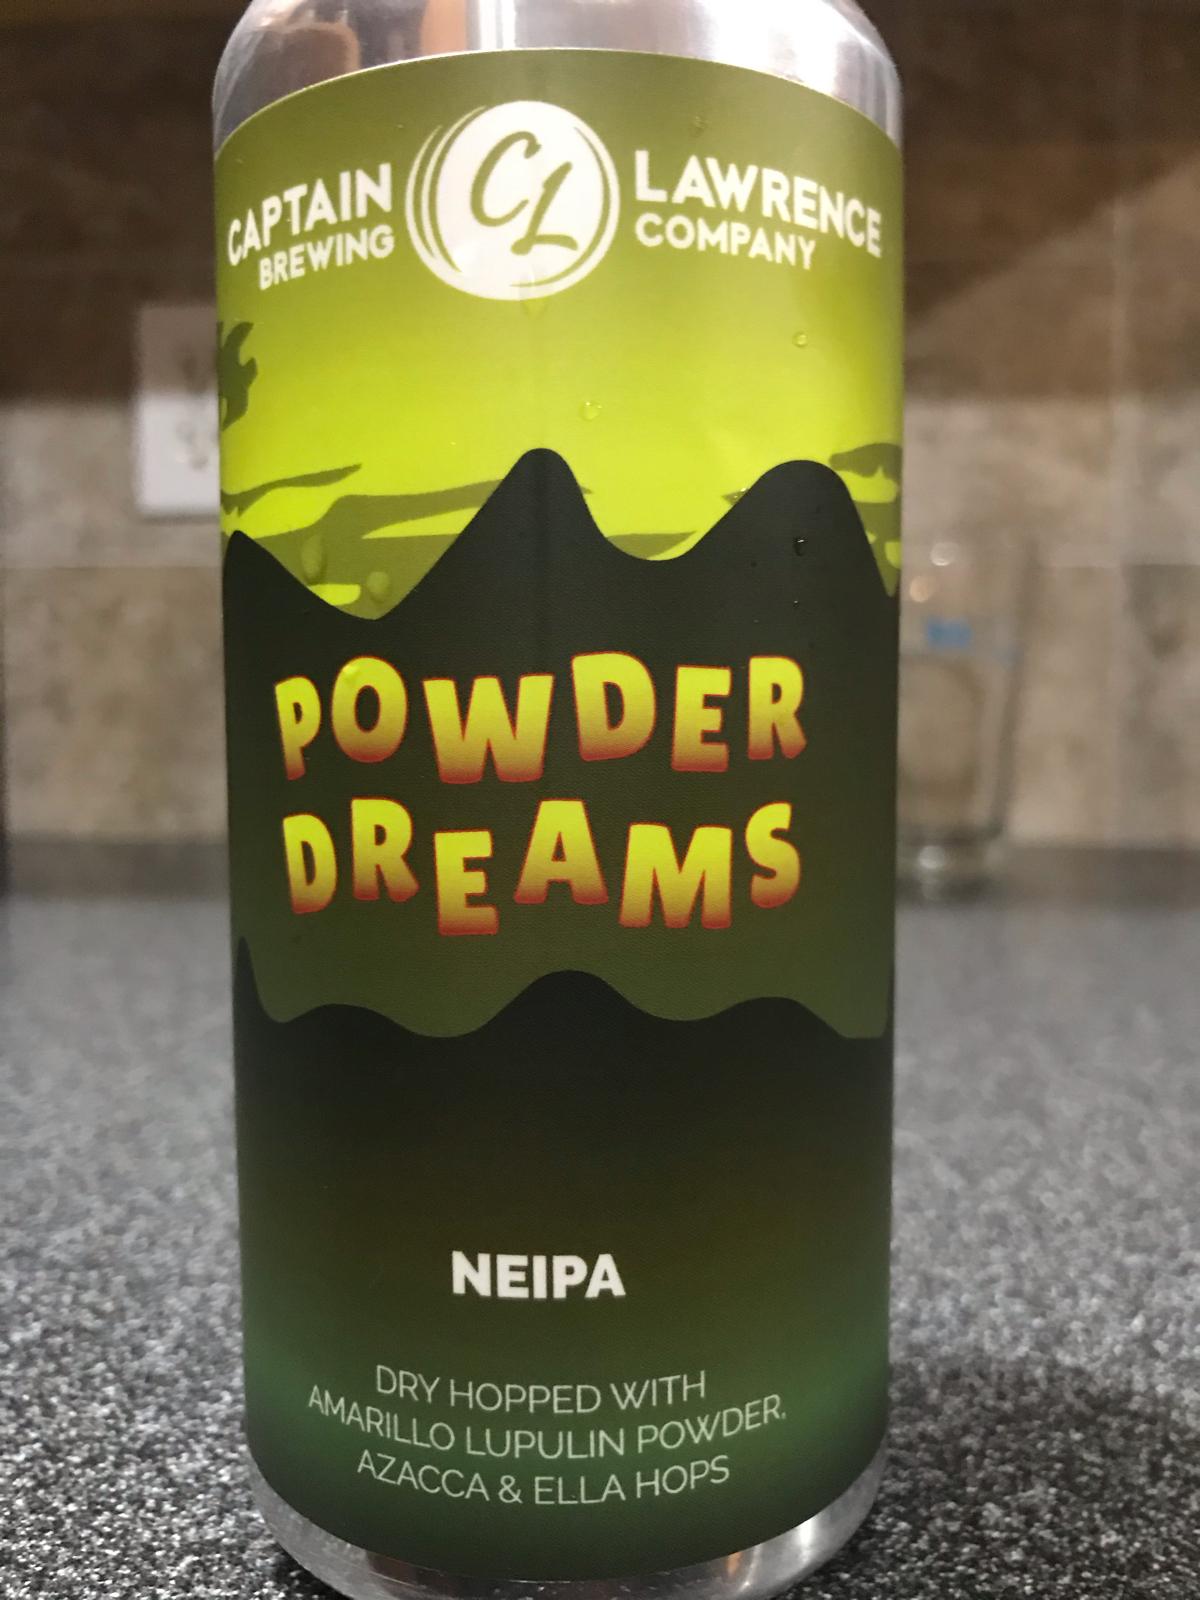 CAPTAIN CL LAWRENCE
BREWING COMPANY
POWDER
DREAMS
NEIPA
DRY HOPPED WITH
AMARILLO LUPULIN POWDER,
AZACCA & ELLA HOPS